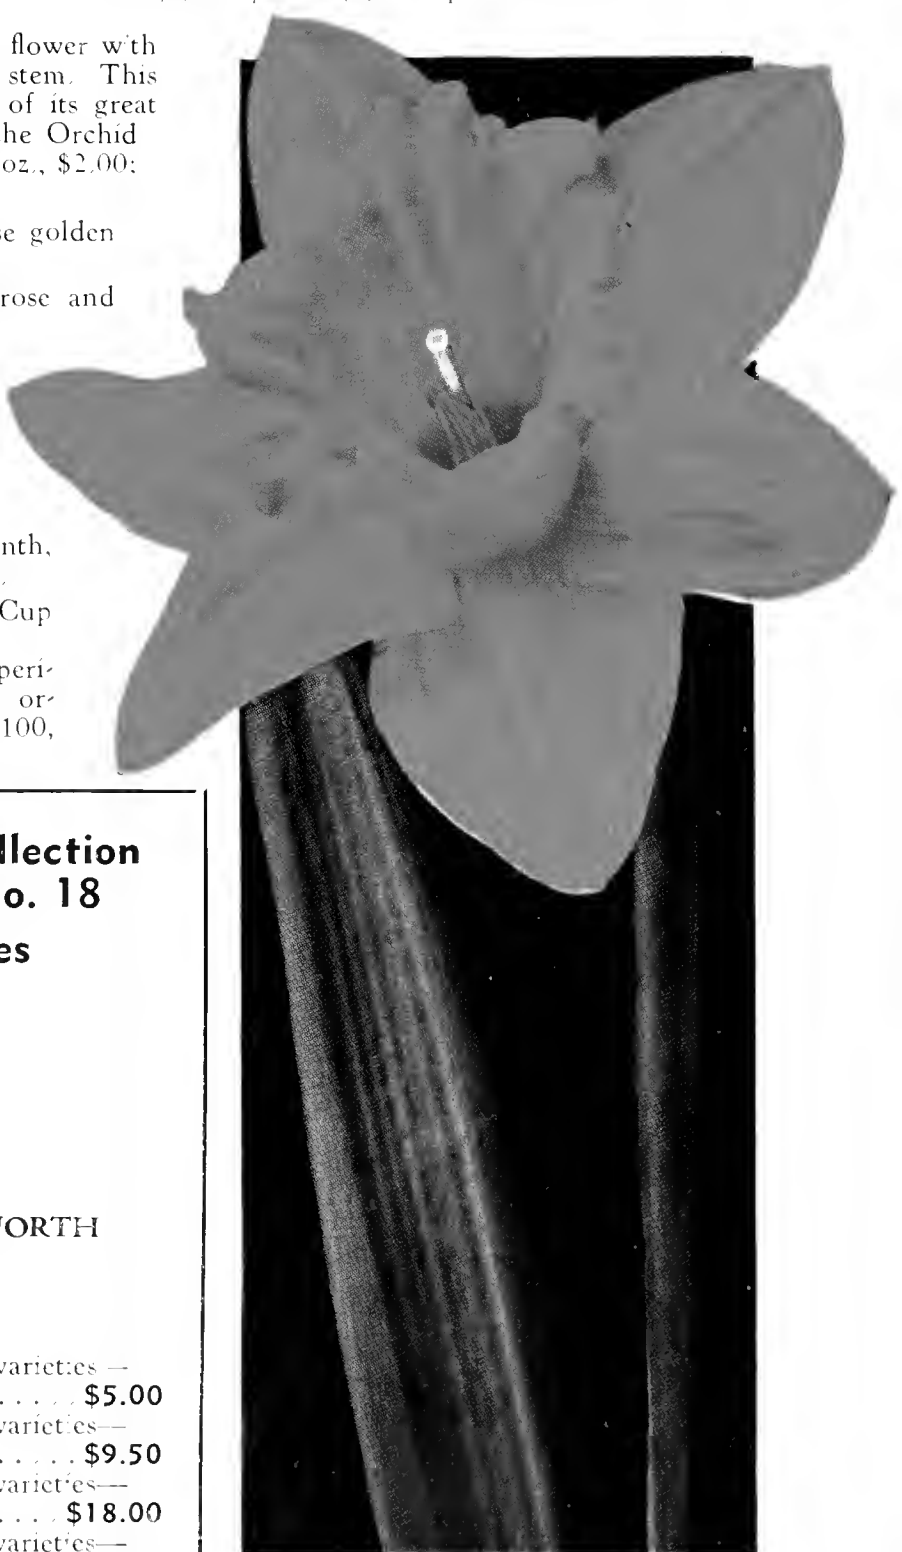 flower with
stem. This
of its great
he Orchid
oz., $2.00;
se golden
rose and
nth,
Cup
peri-
or-
100,
llection
o. 18
es
ORTH
varieties —
. . . . . $5.00
varieties—
. . . . . $9.50
varieties—
. . . . $18.00
varieties—